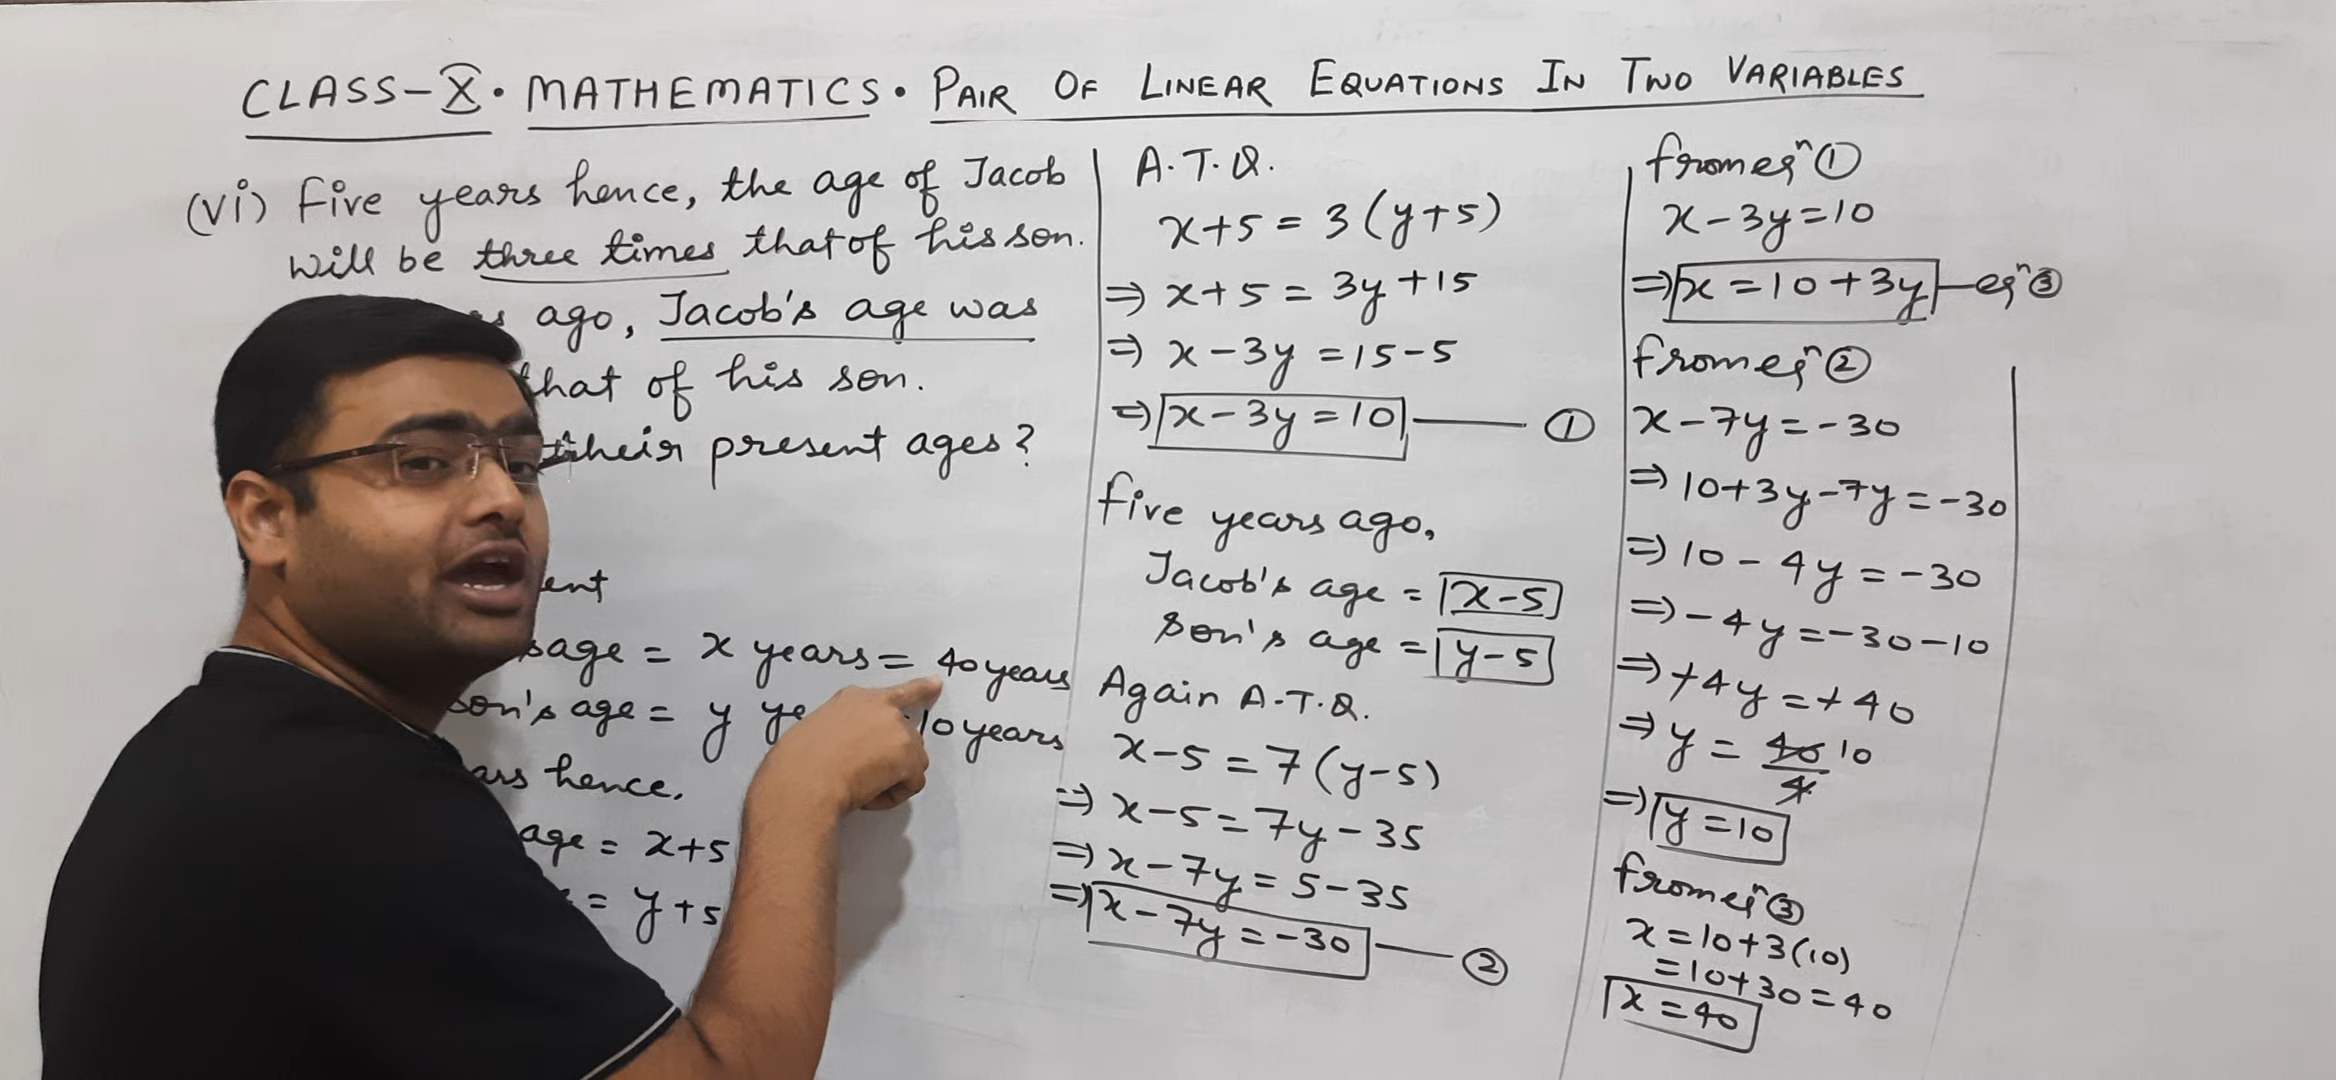 CLASS-X. MATHEMATICS. PAIR OF LINEAR EQUATIONS IN TWO VARIABLES
(vi) Five years hence, the age of Jacob
will be three times that of his son.
ago, Jacob's age was
that of his son.
their present ages?
age = x years = 40 years
son's age = y 10 years
hence,
age = x+5
= y+5
A.T.Q.
x+5 = 3(y+5)
⇒ x+5 = 3y+15
⇒ x-3y = 15-5
⇒ x-3y = 10 ①
five years ago,
Jacob's age = x-5
Son's age = y-5
Again A.T.Q.
x-5 = 7(y-5)
⇒ x-5 = 7y-35
⇒ x-7y = 5-35
⇒ x-7y = -30 ②
from eqⁿ ①
x-3y=10
⇒ x=10+3y eqⁿ ③
from eqⁿ ②
x-7y=-30
⇒ 10+3y-7y=-30
⇒ 10-4y=-30
⇒ -4y=-30-10
⇒ +4y=+40
⇒ y = 40/4 10
⇒ y=10
from eqⁿ ③
x=10+3(10)
=10+30=40
x=40